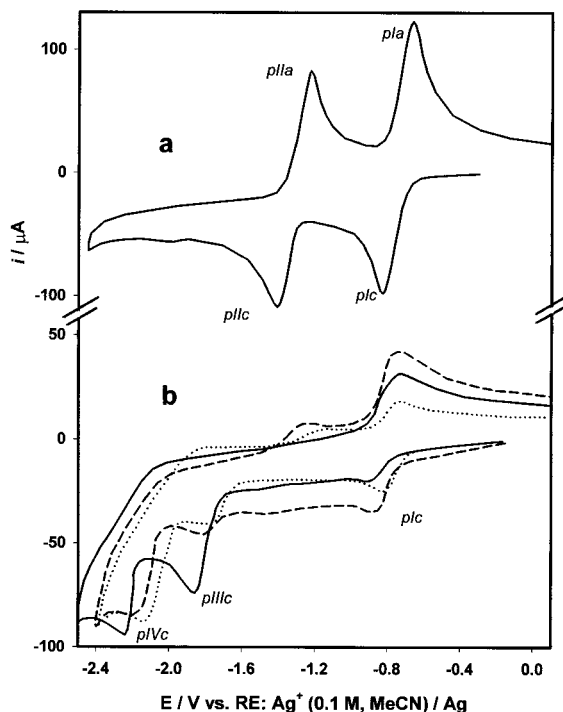 100
pIa
pIIa
a
0
i / µA
pIIc
pIc
-100
50
b
0
pIc
-50
pIIIc
pIVc
-100
-2.4 -2.0 -1.6 -1.2 -0.8 -0.4 0.0
E / V vs. RE: Ag+ (0.1 M, MeCN) / Ag